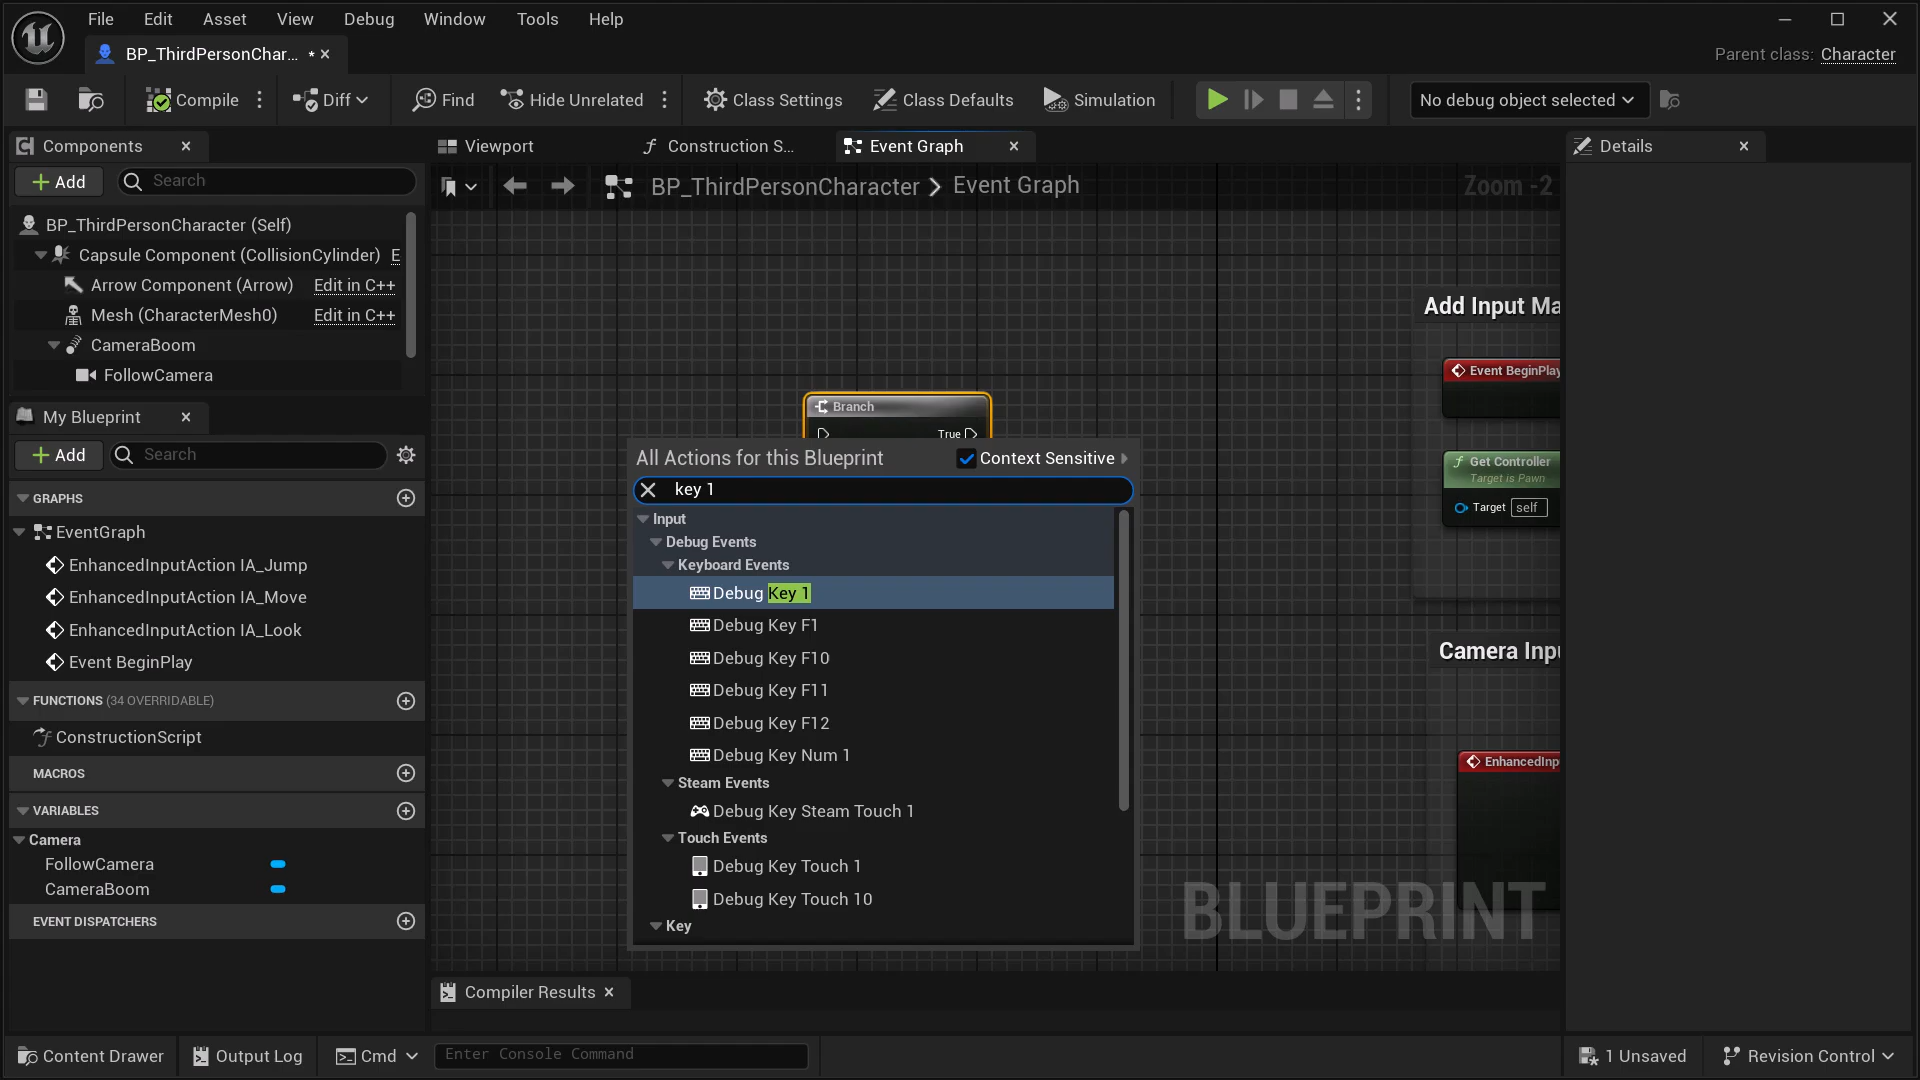 File Edit Asset View Debug Window Tools Help
BP_ThirdPersonChar... *
Parent class: Character
Compile Diff Find Hide Unrelated Class Settings Class Defaults Simulation No debug object selected
Components
Add Search
BP_ThirdPersonCharacter (Self)
Capsule Component (CollisionCylinder) E
Arrow Component (Arrow) Edit in C++
Mesh (CharacterMesh0) Edit in C++
CameraBoom
FollowCamera
My Blueprint
Add Search
GRAPHS
EventGraph
EnhancedInputAction IA_Jump
EnhancedInputAction IA_Move
EnhancedInputAction IA_Look
Event BeginPlay
FUNCTIONS (34 OVERRIDABLE)
ConstructionScript
MACROS
VARIABLES
Camera
FollowCamera
CameraBoom
EVENT DISPATCHERS
Viewport Construction S... Event Graph
BP_ThirdPersonCharacter > Event Graph
Zoom -2
Branch
True
All Actions for this Blueprint Context Sensitive
key 1
Input
Debug Events
Keyboard Events
Debug Key 1
Debug Key F1
Debug Key F10
Debug Key F11
Debug Key F12
Debug Key Num 1
Steam Events
Debug Key Steam Touch 1
Touch Events
Debug Key Touch 1
Debug Key Touch 10
Key
Add Input Ma
Event BeginPlay
Get Controller
Target is Pawn
Target self
Camera Inpu
EnhancedInp
BLUEPRINT
Details
Compiler Results
Content Drawer Output Log Cmd Enter Console Command 1 Unsaved Revision Control